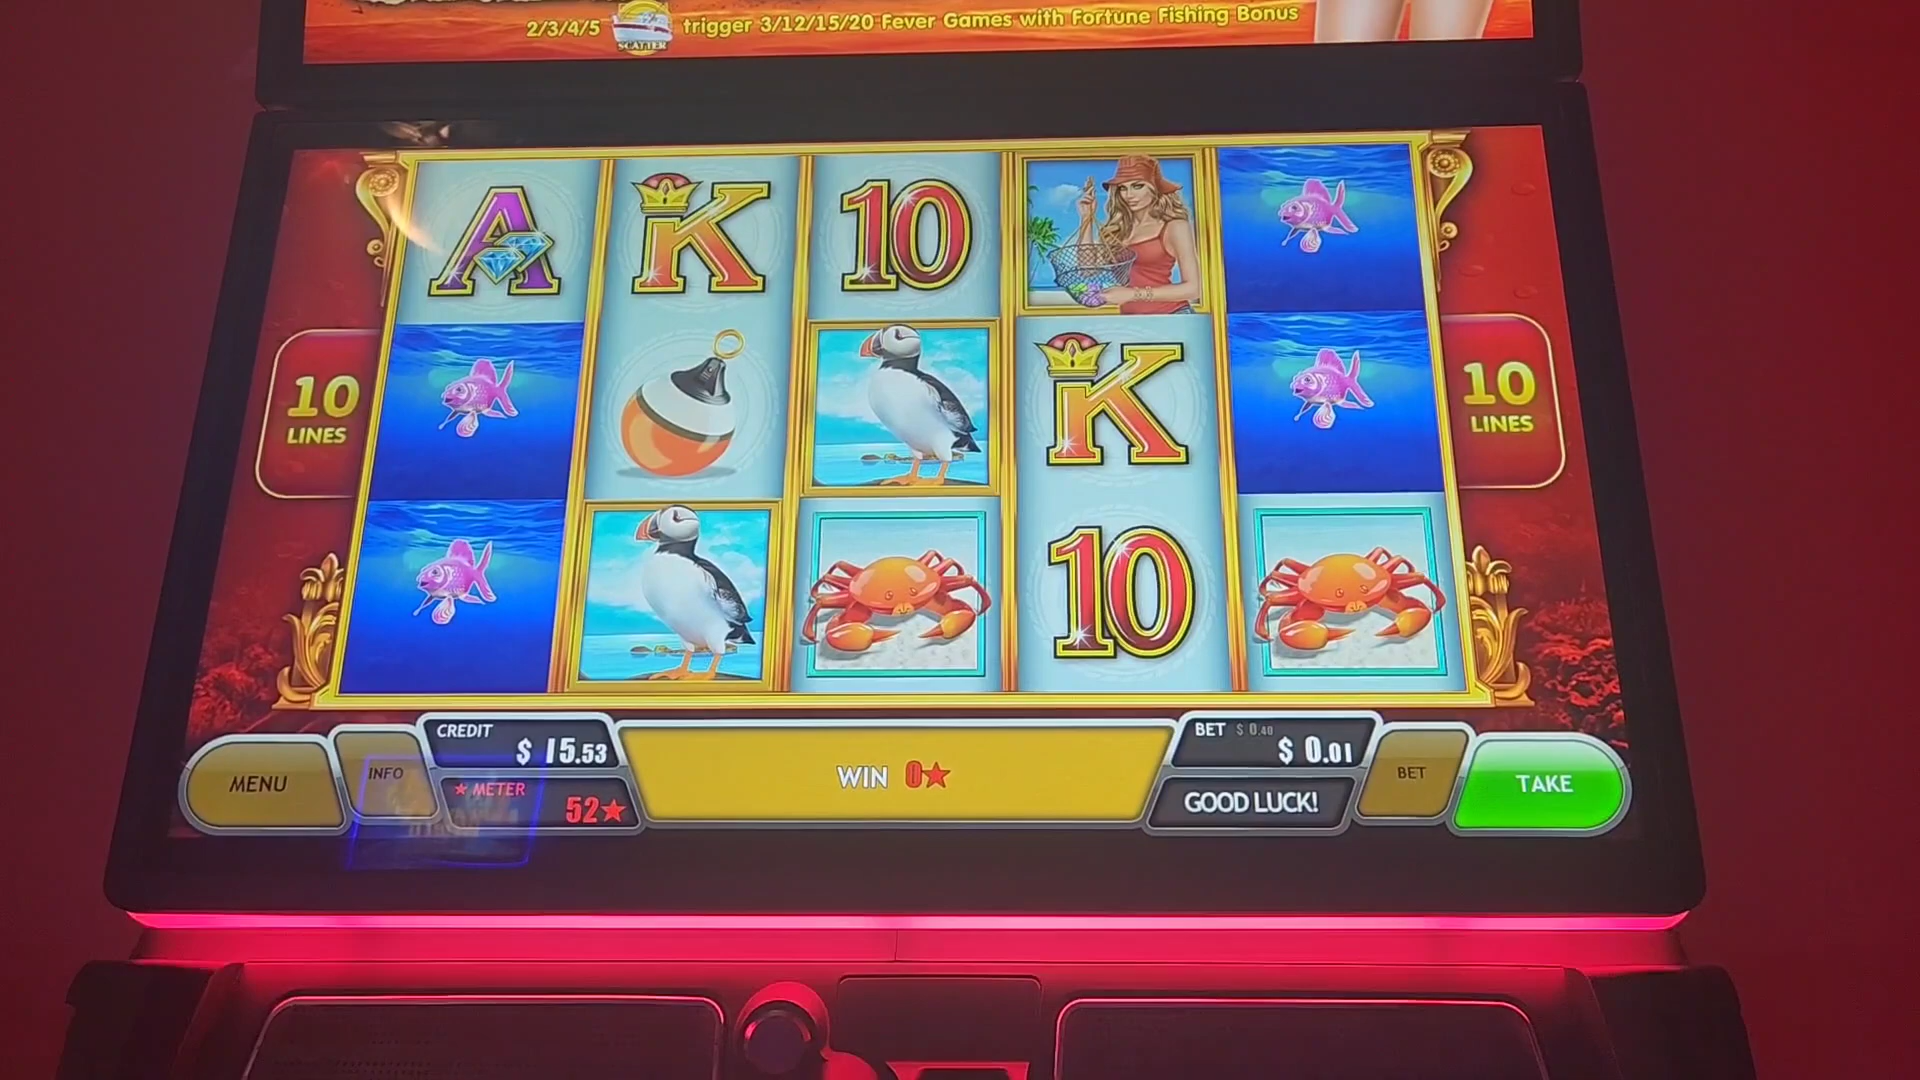 2/3/4/5 SCATTER trigger 3/12/15/20 Fever Games with Fortune Fishing Bonus
A K 10
K
10
10 LINES
10 LINES
MENU
INFO
CREDIT
$ 15.53
★ METER
52★
WIN 0★
BET $ 0.40
$ 0.01
GOOD LUCK!
BET
TAKE